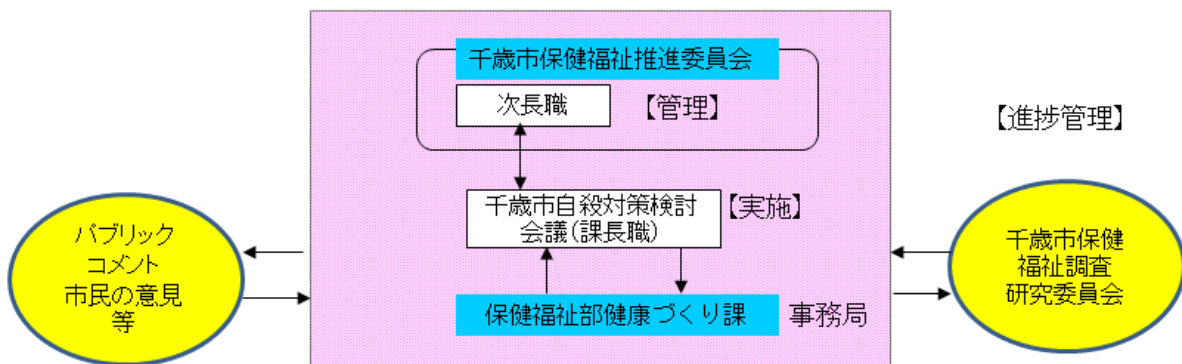 千歳市保健福祉推進委員会
次長職
【管理】
【進捗管理】
千歳市自殺対策検討
会議(課長職)
【実施】
パブリック
コメント
市民の意見
等
千歳市保健
福祉調査
研究委員会
保健福祉部健康づくり課
事務局